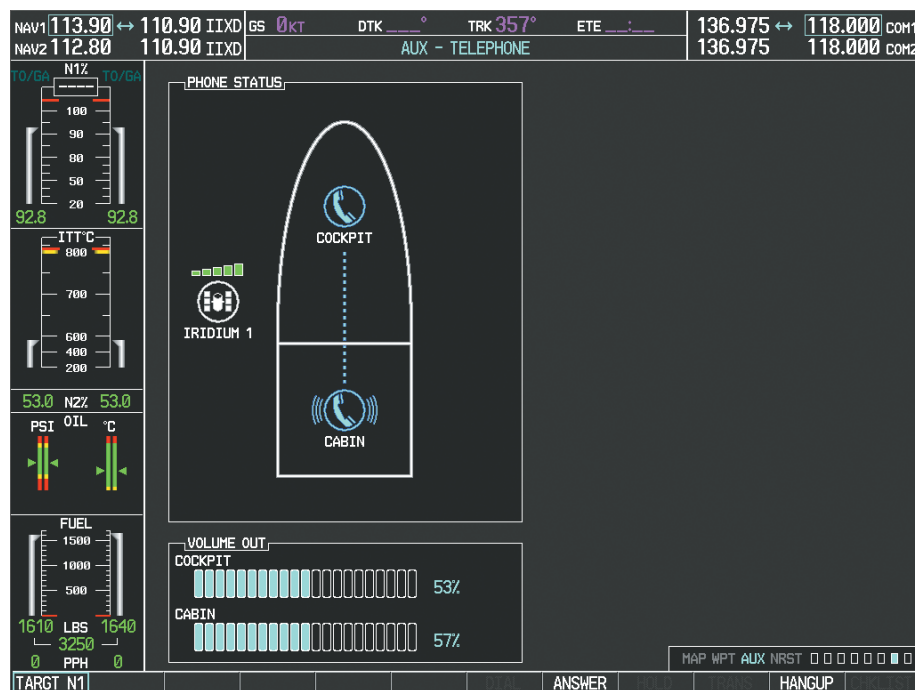 NAV1 113.90 ↔ 110.90 IIXD GS 0KT DTK ___° TRK 357° ETE __:__ 136.975 ↔ 118.000 COM1
NAV2 112.80 110.90 IIXD AUX - TELEPHONE 136.975 118.000 COM2
TO/GA N1% TO/GA
----
100
90
80
50
20
92.8 92.8
ITT°C
800
700
600
400
200
53.0 N2% 53.0
PSI OIL °C
FUEL
1500
1000
500
1610 LBS 1640
3250
0 PPH 0
PHONE STATUS
COCKPIT
IRIDIUM 1
CABIN
VOLUME OUT
COCKPIT
53%
CABIN
57%
MAP WPT AUX NRST
TARGT N1 DIAL ANSWER HOLD TRANS HANGUP CHKLIST